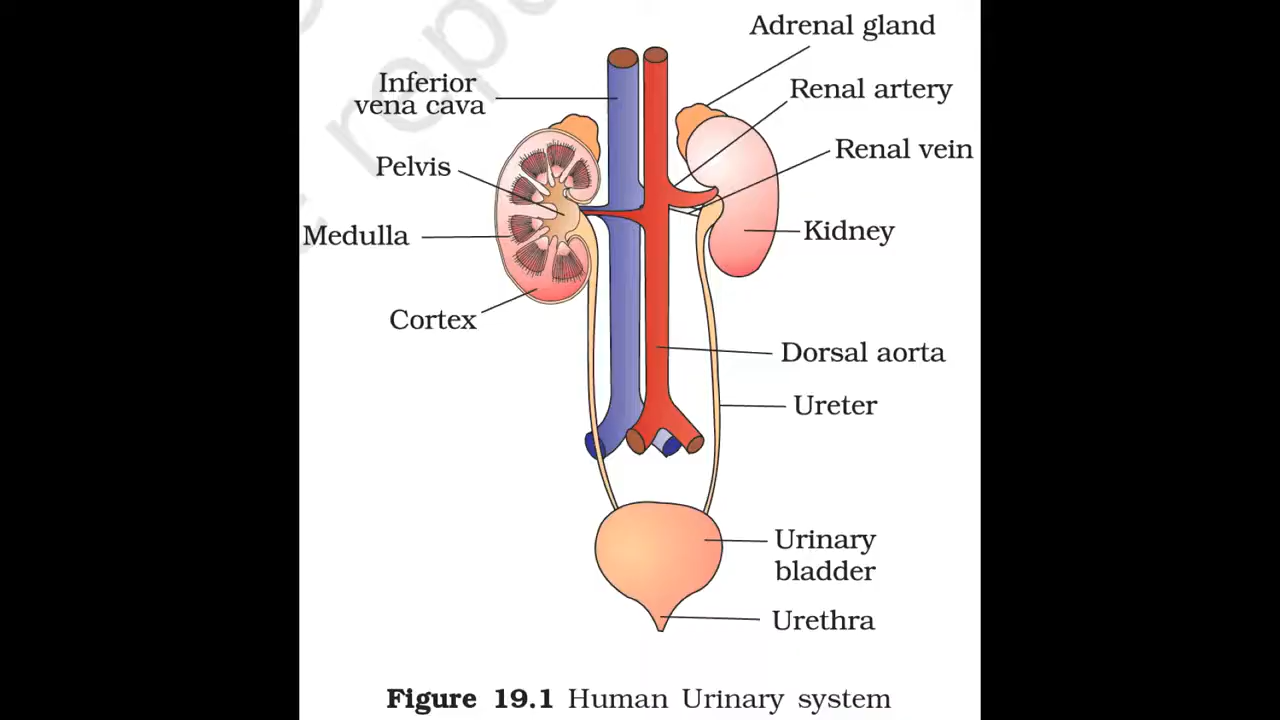 Adrenal gland
Inferior
vena cava
Renal artery
Renal vein
Pelvis
Kidney
Medulla
Cortex
Dorsal aorta
Ureter
Urinary
bladder
Urethra
Figure 19.1 Human Urinary system